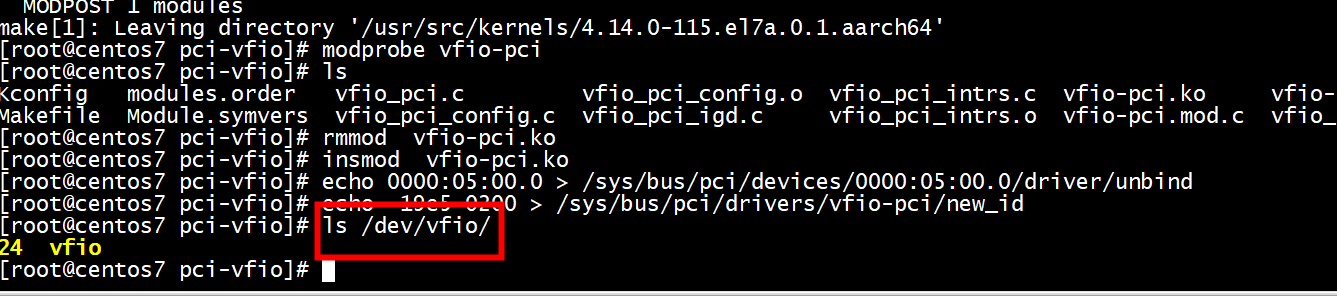 MODPOST 1 modules
make[1]: Leaving directory '/usr/src/kernels/4.14.0-115.el7a.0.1.aarch64'
[root@centos7 pci-vfio]# modprobe vfio-pci
[root@centos7 pci-vfio]# ls
Kconfig modules.order vfio_pci.c vfio_pci_config.o vfio_pci_intrs.c vfio-pci.ko vfio-
Makefile Module.symvers vfio_pci_config.c vfio_pci_igd.c vfio_pci_intrs.o vfio-pci.mod.c vfio_
[root@centos7 pci-vfio]# rmmod vfio-pci.ko
[root@centos7 pci-vfio]# insmod vfio-pci.ko
[root@centos7 pci-vfio]# echo 0000:05:00.0 > /sys/bus/pci/devices/0000:05:00.0/driver/unbind
[root@centos7 pci-vfio]# echo 19e5 0200 > /sys/bus/pci/drivers/vfio-pci/new_id
[root@centos7 pci-vfio]# ls /dev/vfio/
24 vfio
[root@centos7 pci-vfio]#